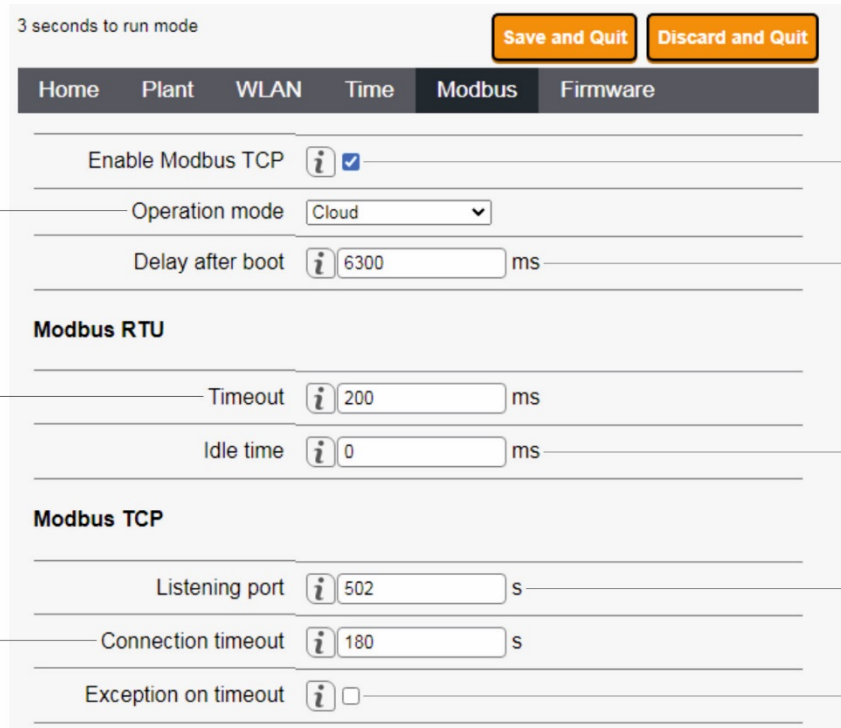 3 seconds to run mode
Save and Quit Discard and Quit
Home Plant WLAN Time Modbus Firmware
Enable Modbus TCP i
Operation mode Cloud
Delay after boot i 6300 ms
Modbus RTU
Timeout i 200 ms
Idle time i 0 ms
Modbus TCP
Listening port i 502 s
Connection timeout i 180 s
Exception on timeout i